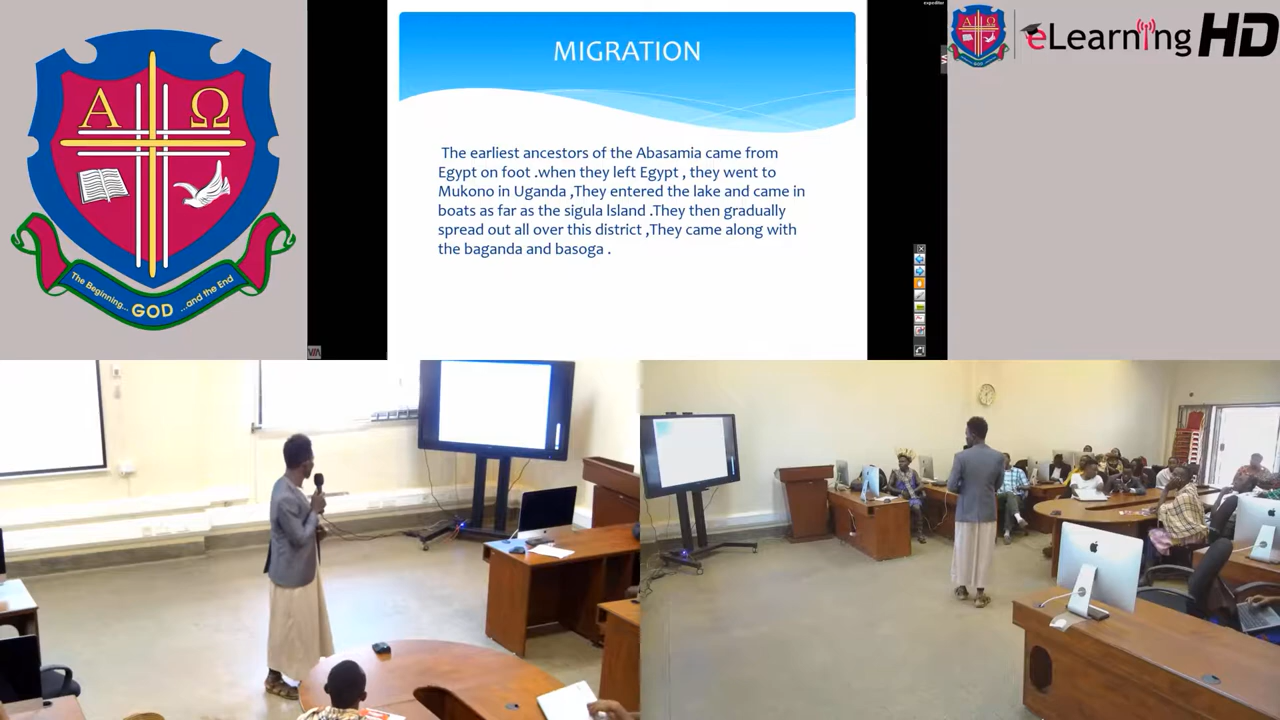 expeditor
Α Ω
The Beginning... GOD ...and the End
MIGRATION
The earliest ancestors of the Abasamia came from
Egypt on foot .when they left Egypt , they went to
Mukono in Uganda ,They entered the lake and came in
boats as far as the sigula Island .They then gradually
spread out all over this district ,They came along with
the baganda and basoga .
VIA
Α Ω
GOD
eLearning HD